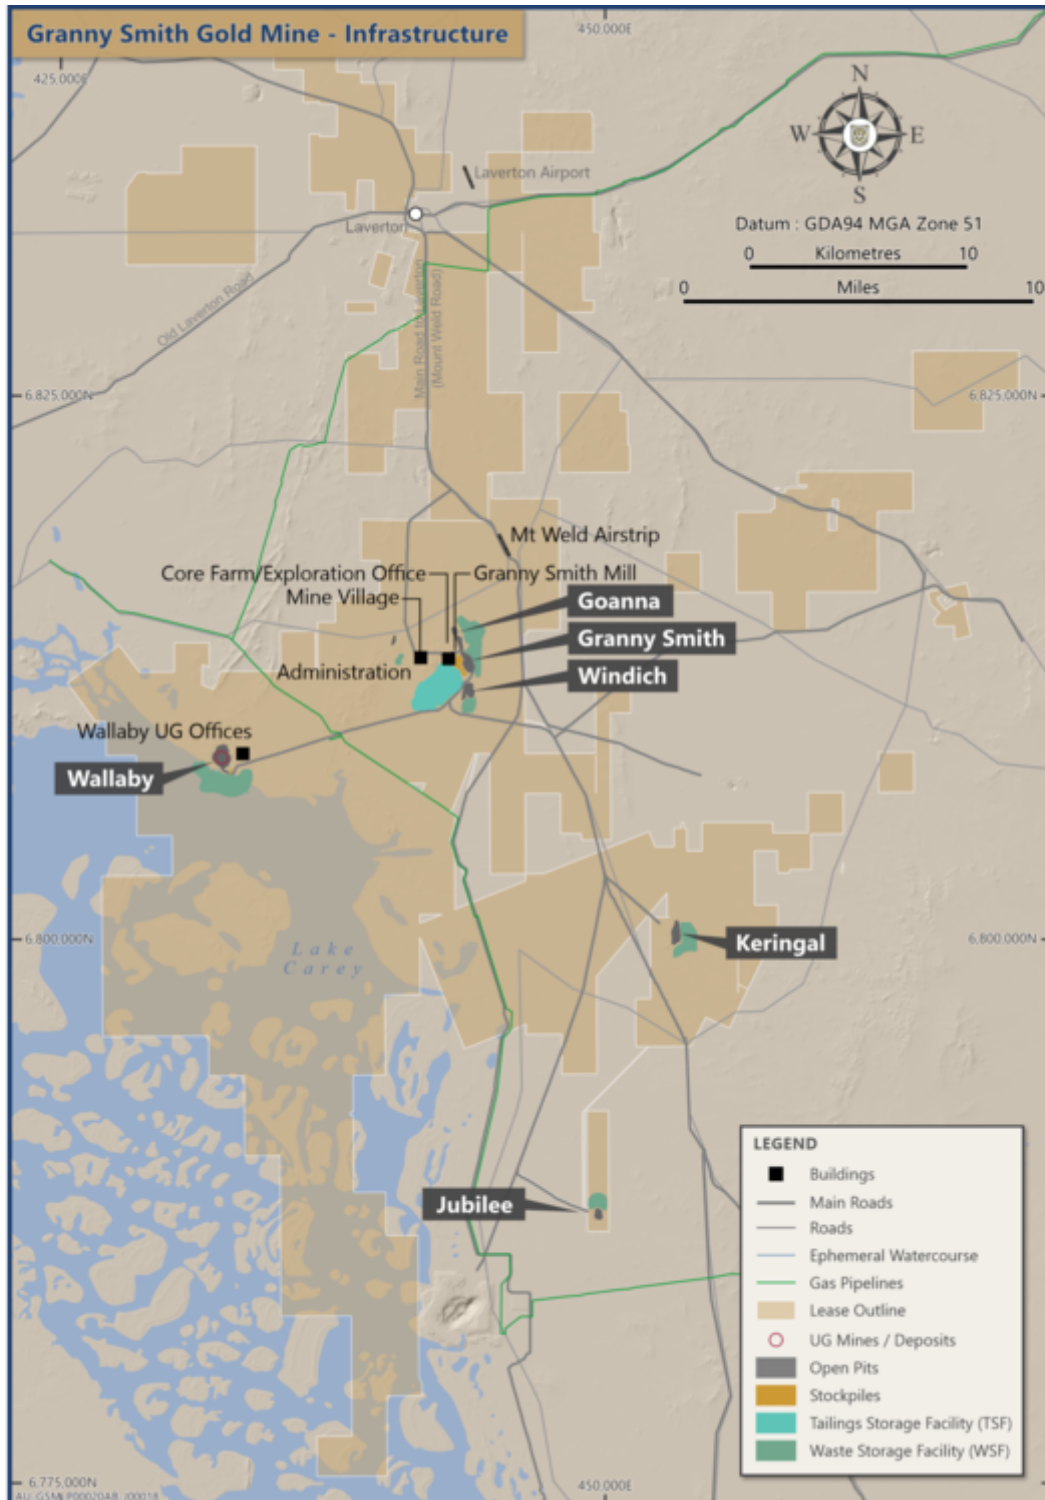 Granny Smith Gold Mine - Infrastructure
450,000E
425,000E
N
W
E
S
Laverton Airport
Laverton
Datum : GDA94 MGA Zone 51
0 Kilometres 10
0 Miles 10
Old Laverton Road
Main Road to Laverton
(Mount Weld Road)
6,825,000N
6,825,000N
Mt Weld Airstrip
Core Farm/Exploration Office
Granny Smith Mill
Mine Village
Goanna
Granny Smith
Administration
Windich
Wallaby UG Offices
Wallaby
6,800,000N
Lake
Carey
Keringal
6,800,000N
Jubilee
LEGEND
Buildings
Main Roads
Roads
Ephemeral Watercourse
Gas Pipelines
Lease Outline
UG Mines / Deposits
Open Pits
Stockpiles
Tailings Storage Facility (TSF)
Waste Storage Facility (WSF)
6,775,000N
450,000E